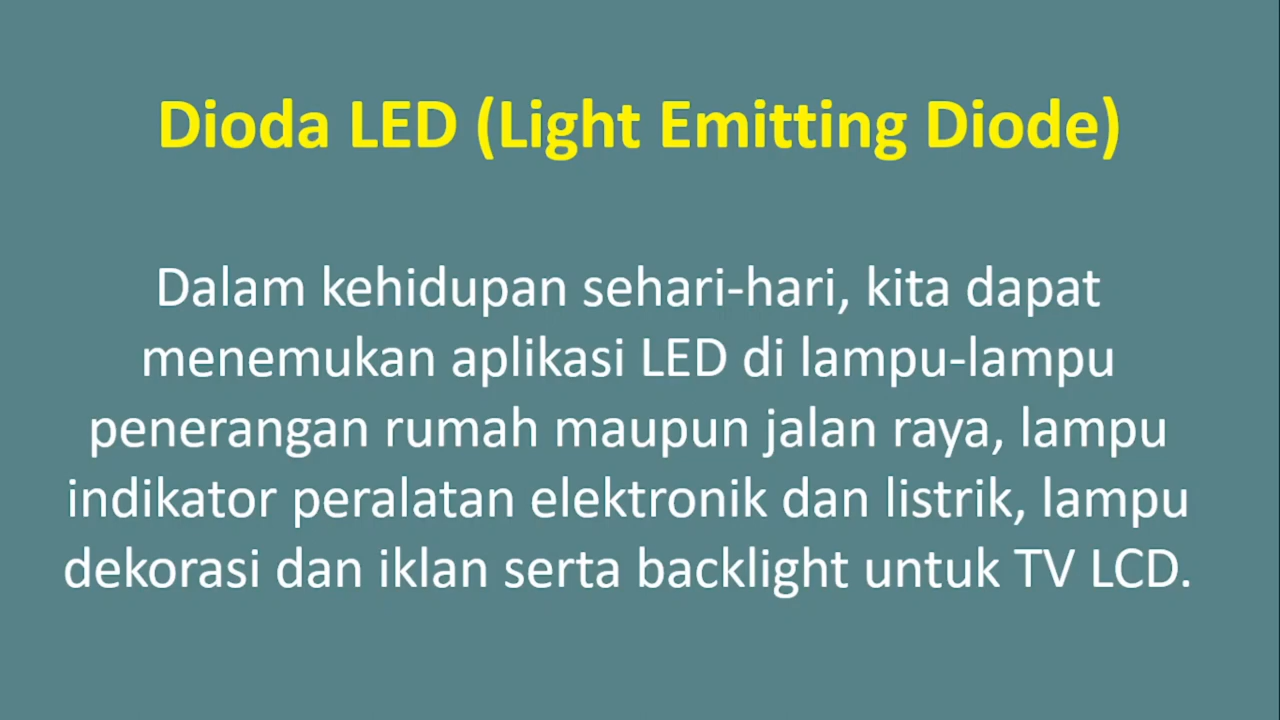 Dioda LED (Light Emitting Diode)
Dalam kehidupan sehari-hari, kita dapat
menemukan aplikasi LED di lampu-lampu
penerangan rumah maupun jalan raya, lampu
indikator peralatan elektronik dan listrik, lampu
dekorasi dan iklan serta backlight untuk TV LCD.